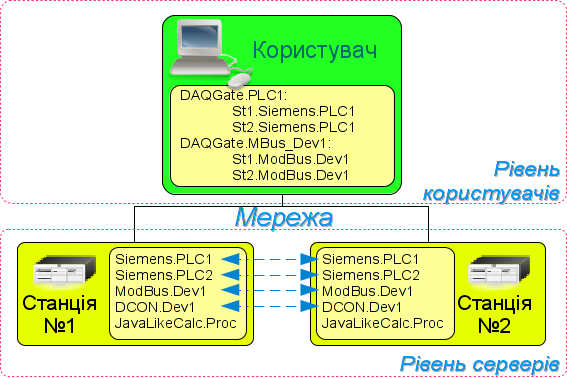 Користувач
DAQGate.PLC1:
St1.Siemens.PLC1
St2.Siemens.PLC1
DAQGate.MBus_Dev1:
St1.ModBus.Dev1
St2.ModBus.Dev1
Рівень
користувачів
Мережа
Станція
№1
Siemens.PLC1
Siemens.PLC2
ModBus.Dev1
DCON.Dev1
JavaLikeCalc.Proc
Siemens.PLC1
Siemens.PLC2
ModBus.Dev1
DCON.Dev1
JavaLikeCalc.Proc
Станція
№2
Рівень серверів